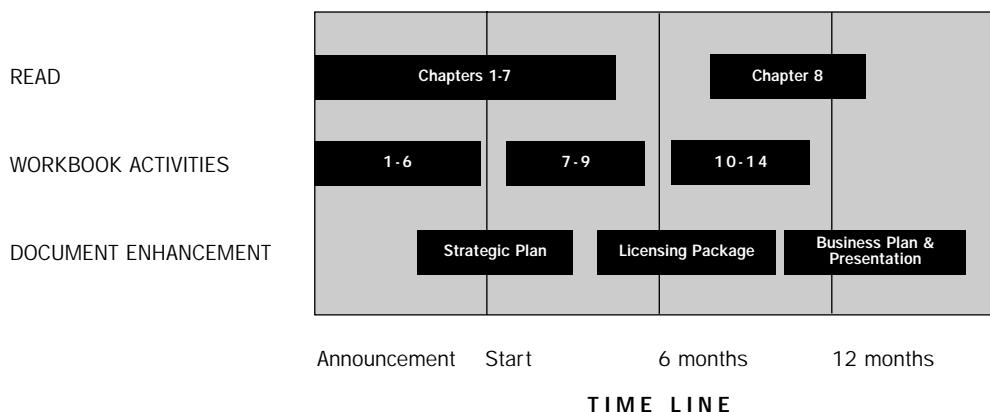 READ
Chapters 1-7
Chapter 8
WORKBOOK ACTIVITIES
1-6
7-9
10-14
DOCUMENT ENHANCEMENT
Strategic Plan
Licensing Package
Business Plan &
Presentation
Announcement
Start
6 months
12 months
TIME LINE